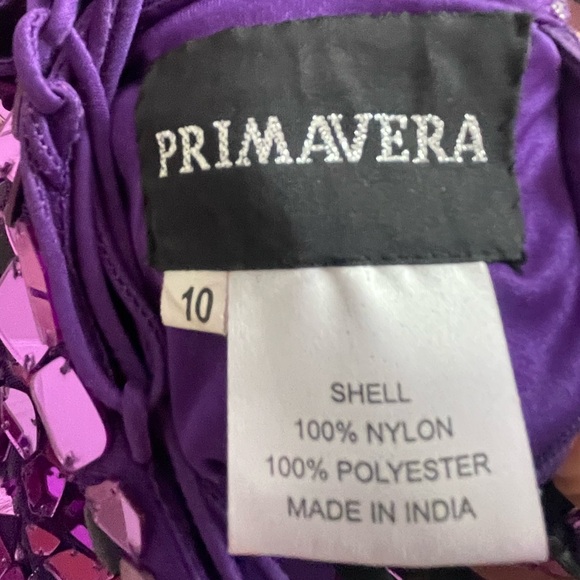 PRIMAVERA
10
SHELL
100% NYLON
100% POLYESTER
MADE IN INDIA